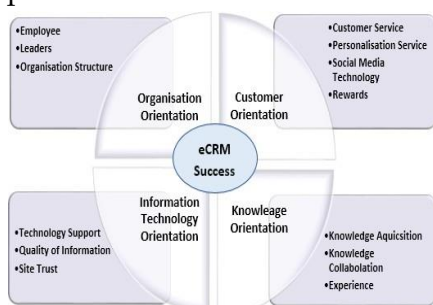 •Employee
•Leaders
•Organisation Structure
•Customer Service
•Personalisation Service
•Social Media
Technology
•Rewards
Organisation
Orientation
Customer
Orientation
eCRM
Success
Information
Technology
Orientation
Knowleage
Orientation
•Technology Support
•Quality of Information
•Site Trust
•Knowledge Aquicsition
•Knowledge
Collabolation
•Experience